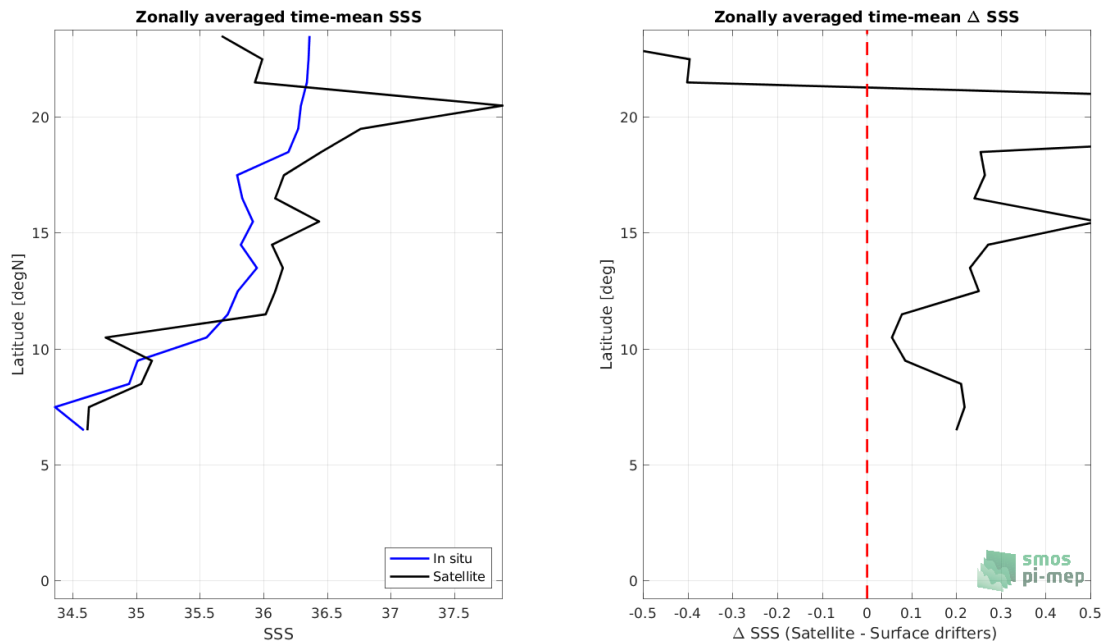 Zonally averaged time-mean SSS
Latitude [degN]
20
15
10
5
0
34.5 35 35.5 36 36.5 37 37.5
SSS
In situ
Satellite
Zonally averaged time-mean Δ SSS
Latitude [deg]
20
15
10
5
0
-0.5 -0.4 -0.3 -0.2 -0.1 0 0.1 0.2 0.3 0.4 0.5
Δ SSS (Satellite - Surface drifters)
smos
pi-mep